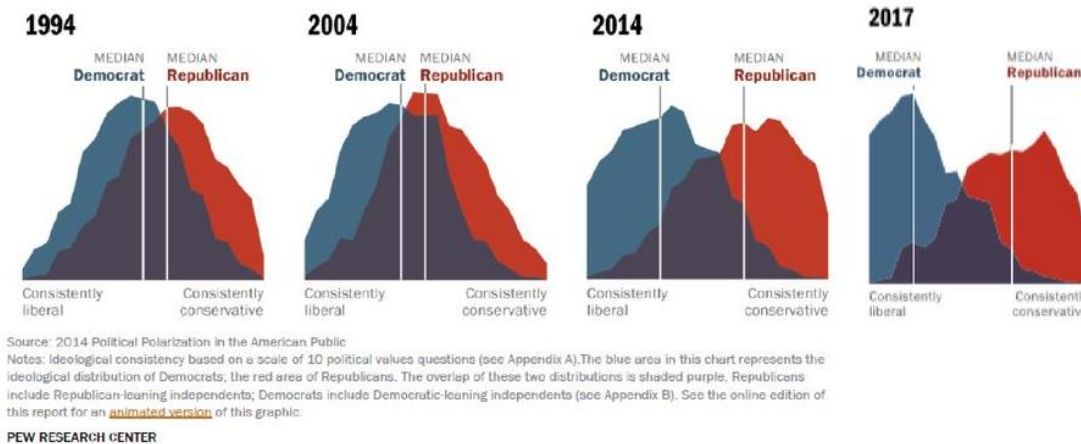 1994
MEDIAN MEDIAN
Democrat Republican
Consistently liberal
Consistently conservative
2004
MEDIAN MEDIAN
Democrat Republican
Consistently liberal
Consistently conservative
2014
MEDIAN MEDIAN
Democrat Republican
Consistently liberal
Consistently conservative
2017
MEDIAN MEDIAN
Democrat Republican
Consistently liberal
Consistently conservative
Source: 2014 Political Polarization in the American Public
Notes: Ideological consistency based on a scale of 10 political values questions (see Appendix A).The blue area in this chart represents the
ideological distribution of Democrats; the red area of Republicans. The overlap of these two distributions is shaded purple. Republicans
include Republican-leaning independents; Democrats include Democratic-leaning independents (see Appendix B). See the online edition of
this report for an animated version of this graphic.
PEW RESEARCH CENTER